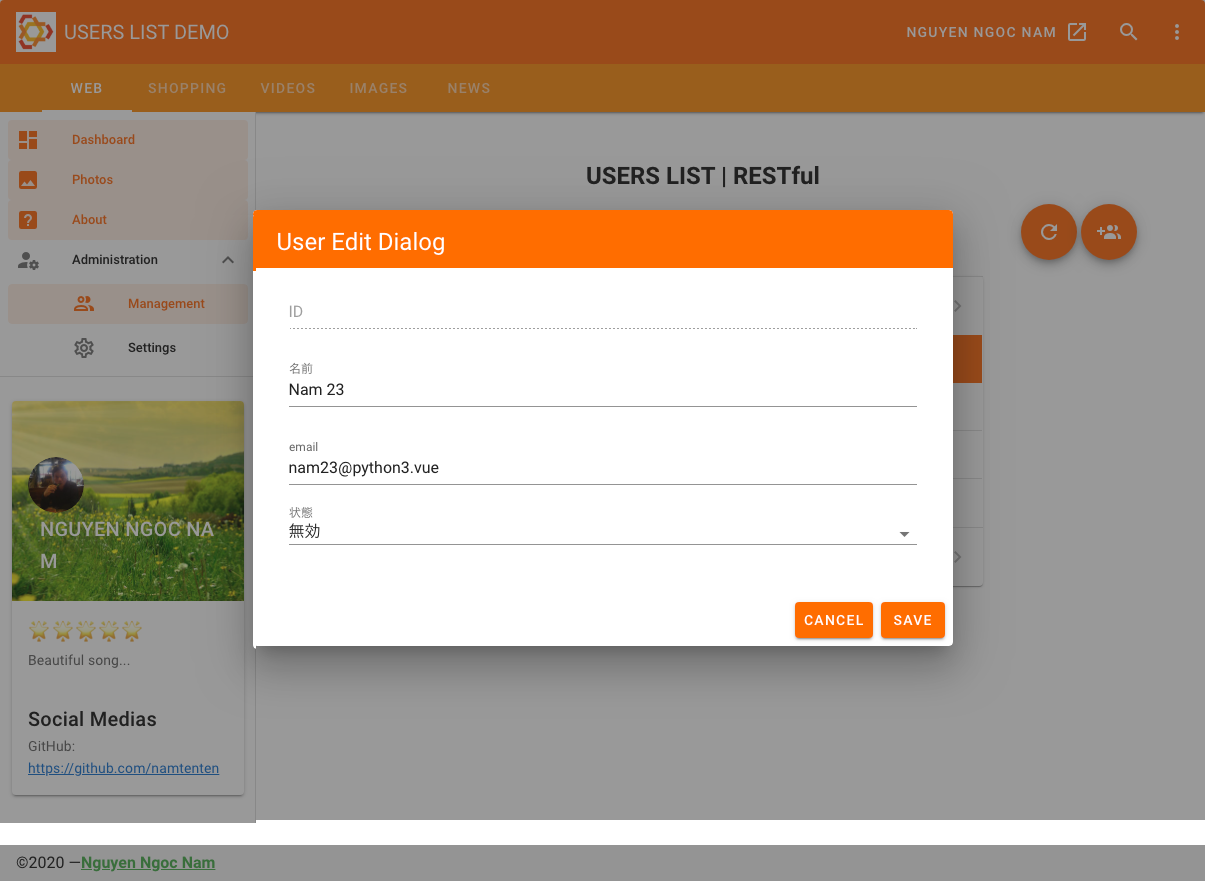 USERS LIST DEMO
NGUYEN NGOC NAM
WEB SHOPPING VIDEOS IMAGES NEWS
Dashboard
Photos
About
Administration
Management
Settings
NGUYEN NGOC NA
M
Beautiful song...
Social Medias
GitHub:
https://github.com/namtenten
USERS LIST | RESTful
User Edit Dialog
ID
名前
Nam 23
email
nam23@python3.vue
状態
無効
CANCEL SAVE
©2020 —Nguyen Ngoc Nam